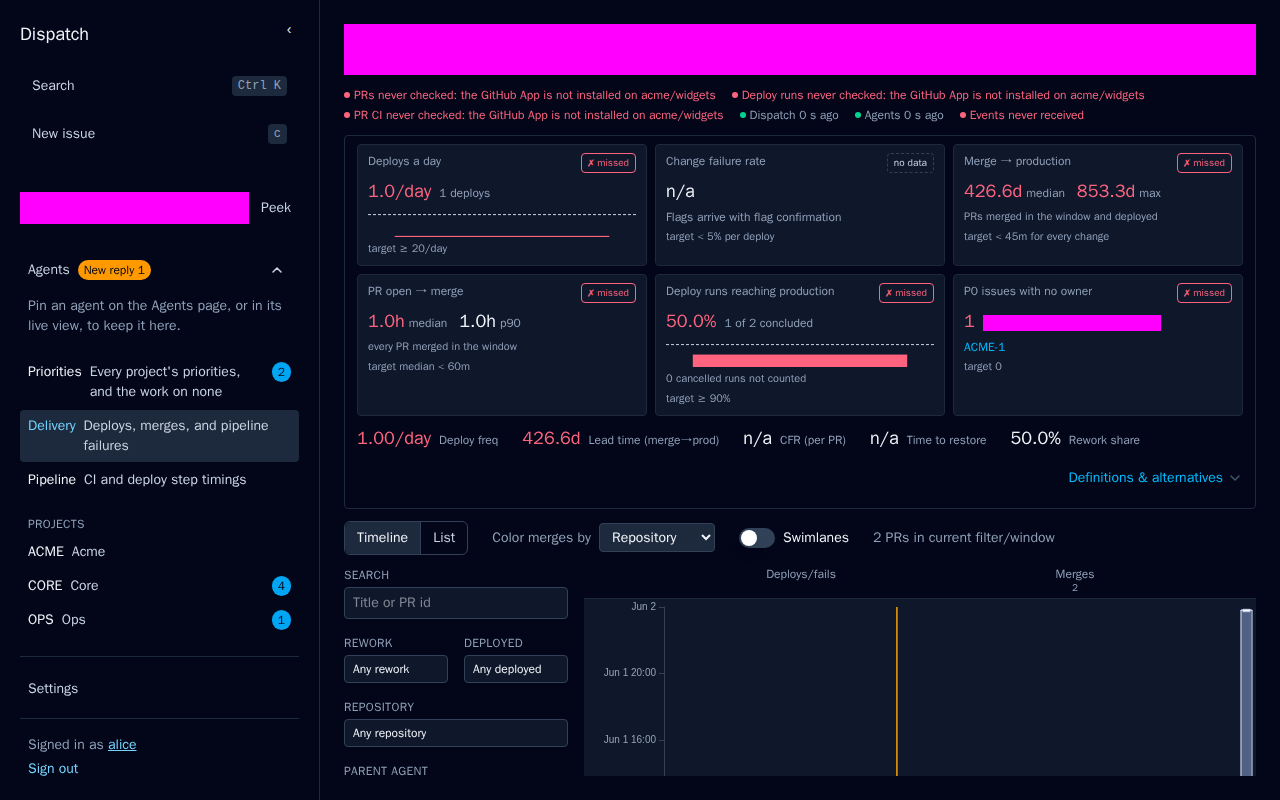 Dispatch
Search
Ctrl K
New issue
C
Peek
Agents
New reply 1
Pin an agent on the Agents page, or in its
live view, to keep it here.
Priorities
Every project's priorities,
and the work on none
2
Delivery
Deploys, merges, and pipeline
failures
Pipeline
CI and deploy step timings
PROJECTS
ACME Acme
CORE Core
4
OPS Ops
1
Settings
Signed in as alice
Sign out
PRs never checked: the GitHub App is not installed on acme/widgets
Deploy runs never checked: the GitHub App is not installed on acme/widgets
PR CI never checked: the GitHub App is not installed on acme/widgets
Dispatch 0 s ago
Agents 0 s ago
Events never received
Deploys a day
✗ missed
1.0/day 1 deploys
target ≥ 20/day
Change failure rate
no data
n/a
Flags arrive with flag confirmation
target < 5% per deploy
Merge → production
✗ missed
426.6d median 853.3d max
PRs merged in the window and deployed
target < 45m for every change
PR open → merge
✗ missed
1.0h median 1.0h p90
every PR merged in the window
target median < 60m
Deploy runs reaching production
✗ missed
50.0% 1 of 2 concluded
0 cancelled runs not counted
target ≥ 90%
P0 issues with no owner
✗ missed
1
ACME-1
target 0
1.00/day Deploy freq
426.6d Lead time (merge→prod)
n/a CFR (per PR)
n/a Time to restore
50.0% Rework share
Definitions & alternatives
Timeline
List
Color merges by
Repository
Swimlanes
2 PRs in current filter/window
SEARCH
Title or PR id
REWORK
Any rework
DEPLOYED
Any deployed
REPOSITORY
Any repository
PARENT AGENT
Deploys/fails
Merges
2
Jun 2
Jun 1 20:00
Jun 1 16:00